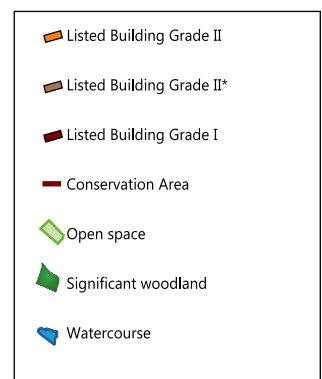 Listed Building Grade II
Listed Building Grade II*
Listed Building Grade I
Conservation Area
Open space
Significant woodland
Watercourse